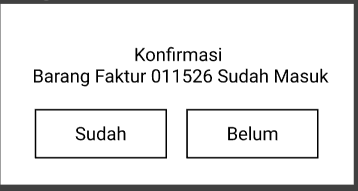 Konfirmasi
Barang Faktur 011526 Sudah Masuk
Sudah
Belum